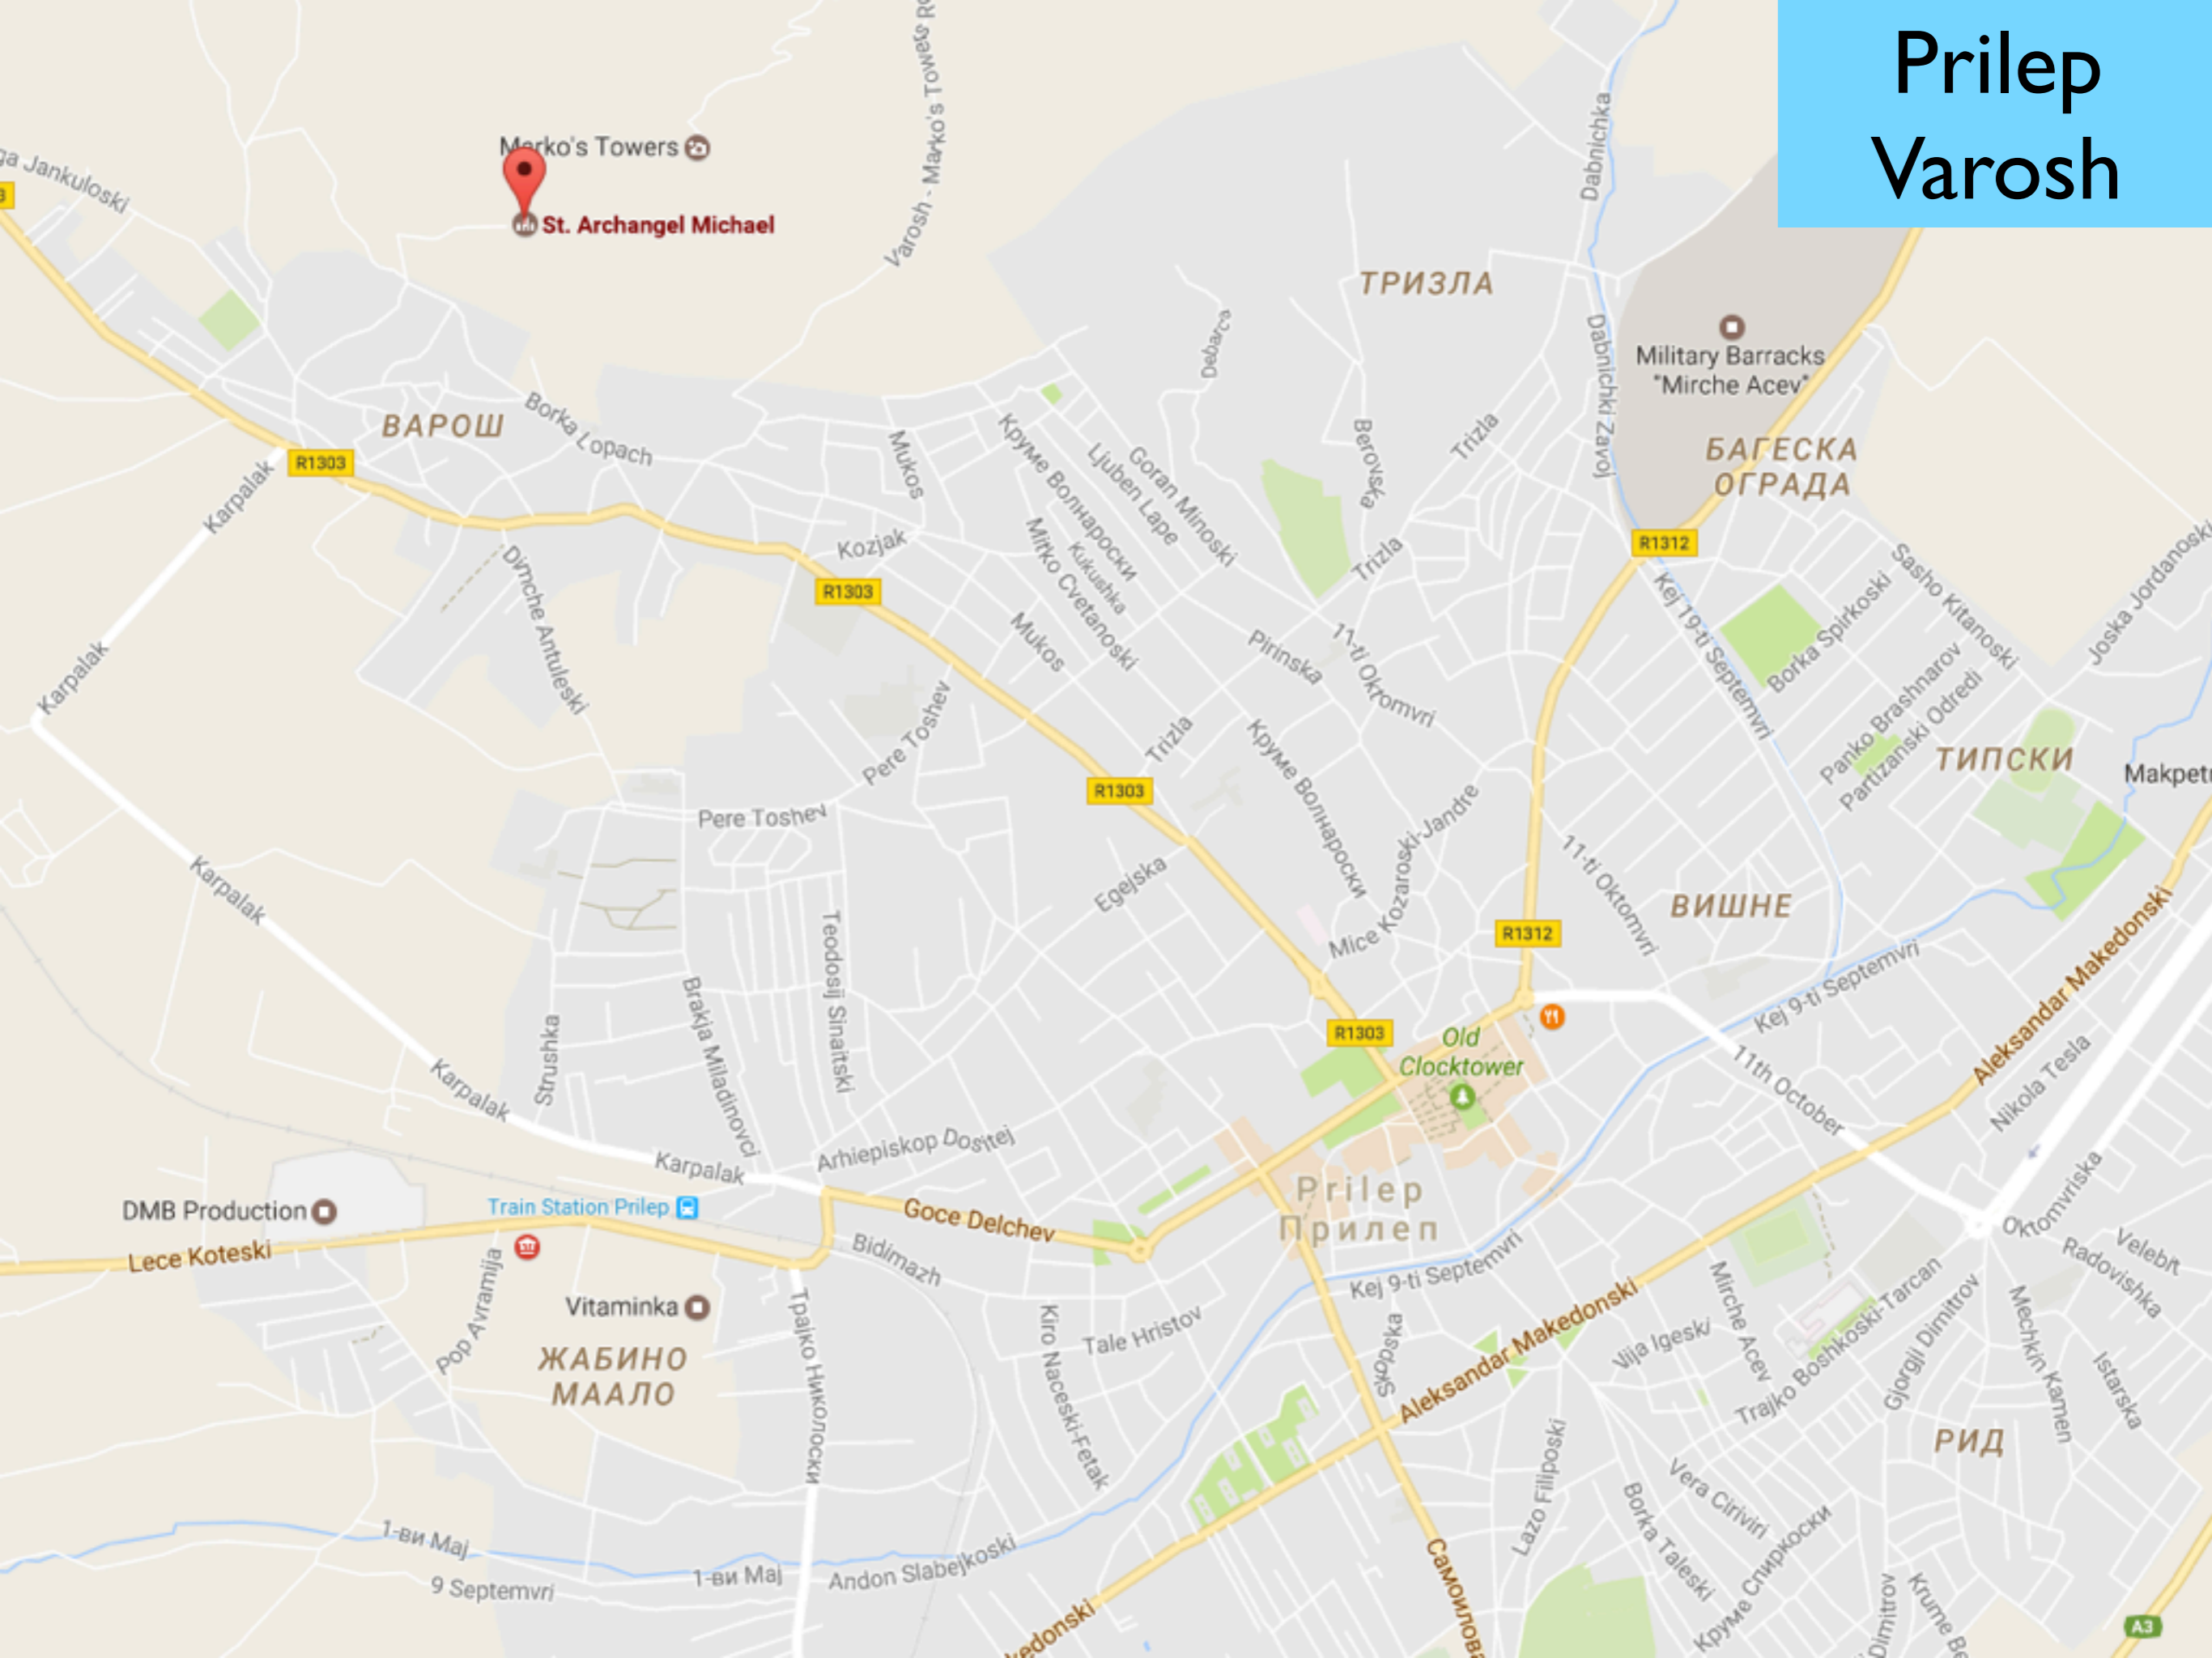 Prilep
Varosh
Varosh - Marko's Towers
ga Jankuloski
Marko's Towers
St. Archangel Michael
3
Dabnichka
ТРИЗЛА
Debarca
Dabnichki Zavoj
Military Barracks
"Mirche Acev"
БАГЕСКА
ОГРАДА
ВАРОШ
Borka Lopach
R1303
Karpalak
Mukos
Круме Волнароски
Ljuben Lape
Goran Minoski
Berovska
Trizla
R1312
Kozjak
R1303
Kukushka
Mitko Cvetanoski
Trizla
Sasho Kitanoski
Joska Jordanoski
Kej 19-ti Septemvri
Borka Spirkoski
Dimche Antuleski
Mukos
Pirinska
11-ti Oktomvri
Karpalak
Pere Toshev
Panko Brashnarov
Partizanski Odredi
ТИПСКИ
Makpet
Trizla
Круме Волнароски
R1303
Pere Toshev
Egejska
Mice Kozaroski-Jandre
11-ti Oktomvri
ВИШНЕ
R1312
Karpalak
Teodosij Sinaitski
Brakja Miladinovci
Kej 9-ti Septemvri
Aleksandar Makedonski
R1303
Old
Clocktower
11th October
Nikola Tesla
Strushka
Karpalak
Karpalak
Arhiepiskop Dositej
DMB Production
Train Station Prilep
Goce Delchev
Prilep
Прилеп
Oktomvriska
Velebit
Radovishka
Lece Koteski
Bidimazh
Kej 9-ti Septemvri
Pop Avramija
Vitaminka
ЖАБИНО
МААЛО
Трајко Николоски
Kiro Naceski-Fetak
Tale Hristov
Skopska
Aleksandar Makedonski
Vija Igeski
Mirche Acev
Trajko Boshkoski-Tarcan
Gjorgji Dimitrov
Mechkin Kamen
Istarska
РИД
Lazo Filiposki
Vera Ciriviri
Borka Taleski
Круме Спиркоски
1-ви Maj
9 Septemvri
1-ви Maj
Andon Slabejkoski
kedonski
Самоилова
Dimitrov
Krume Be
A3